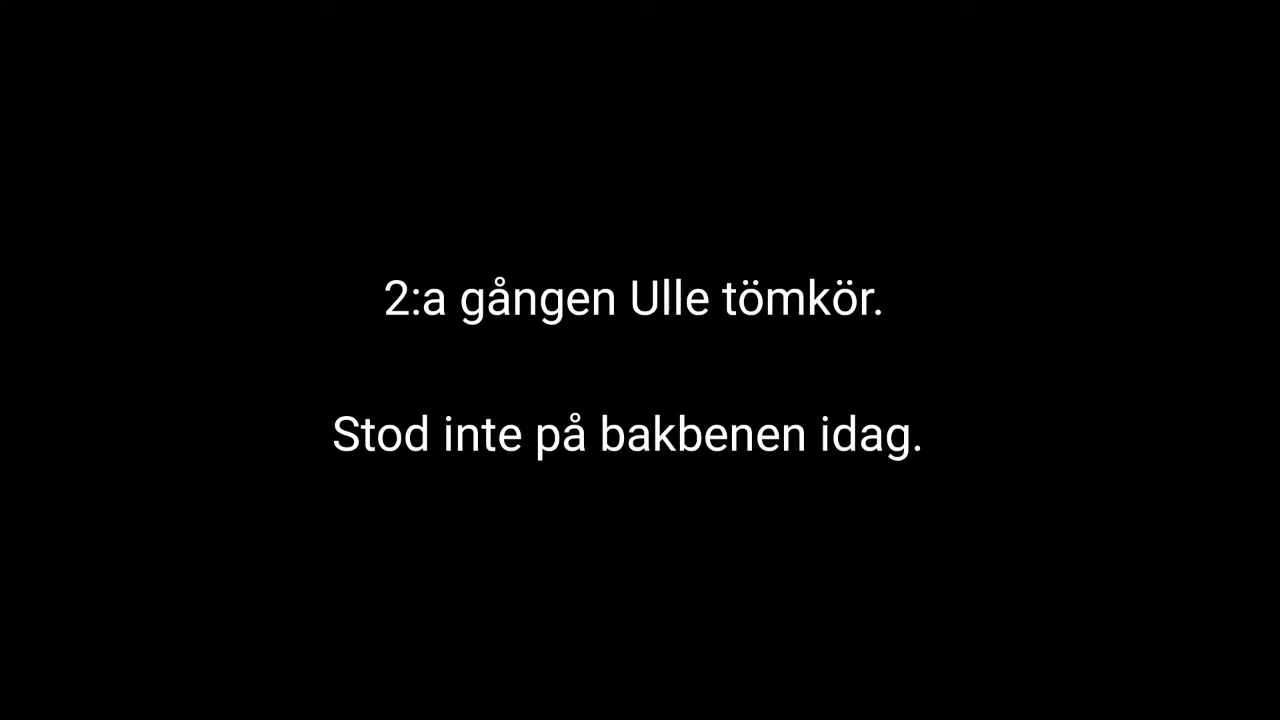 2:a gången Ulle tömkör.
Stod inte på bakbenen idag.